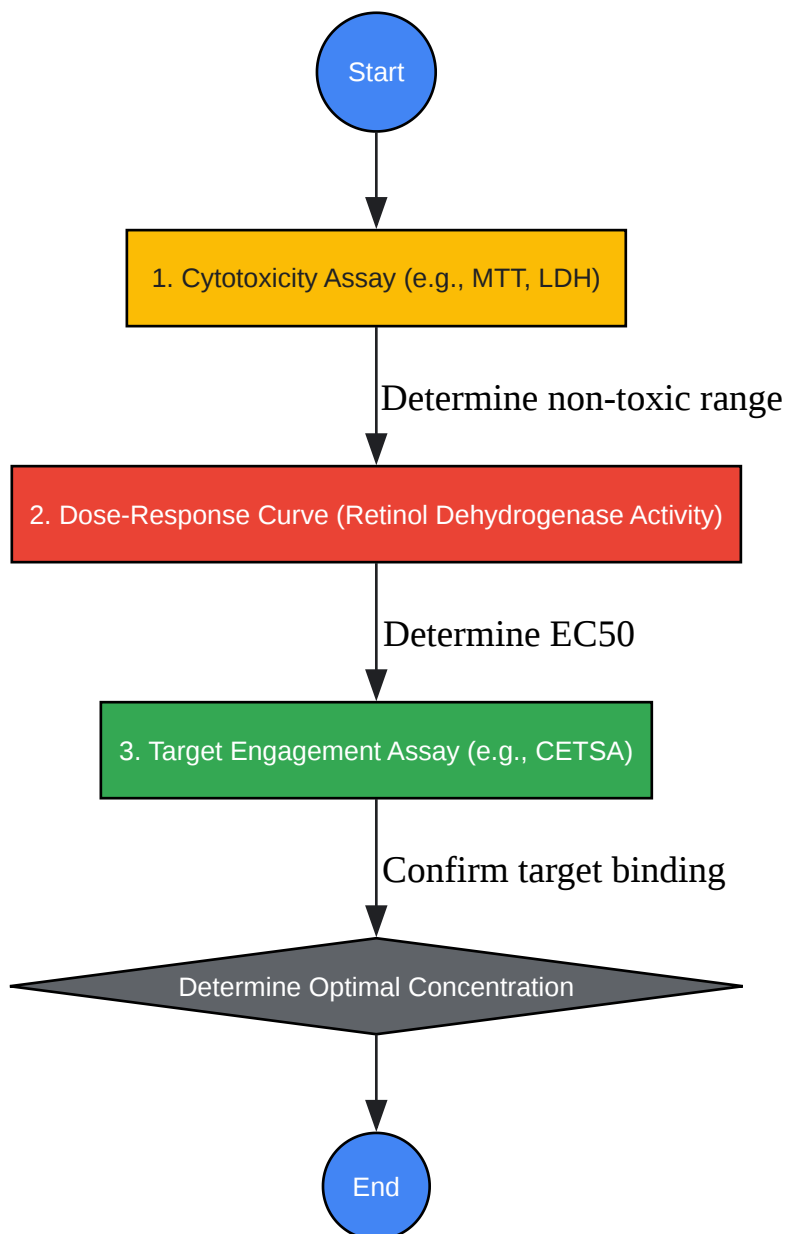 Start
1. Cytotoxicity Assay (e.g., MTT, LDH)
Determine non-toxic range
2. Dose-Response Curve (Retinol Dehydrogenase Activity)
Determine EC50
3. Target Engagement Assay (e.g., CETSA)
Confirm target binding
Determine Optimal Concentration
End